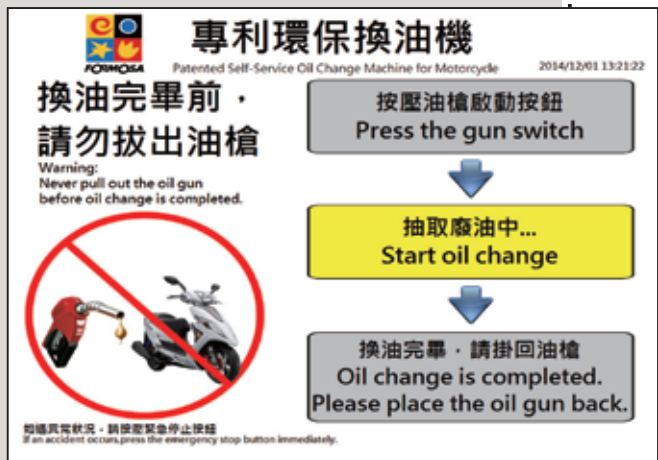 FORMOSA
專利環保換油機
Patented Self-Service Oil Change Machine for Motorcycle
2014/12/01 13:21:22
換油完畢前，
請勿拔出油槍
Warning:
Never pull out the oil gun
before oil change is completed.
按壓油槍啟動按鈕
Press the gun switch
抽取廢油中...
Start oil change
換油完畢，請掛回油槍
Oil change is completed.
Please place the oil gun back.
如遇異常狀況，請按壓緊急停止按鈕
If an accident occurs,press the emergency stop button immediately.